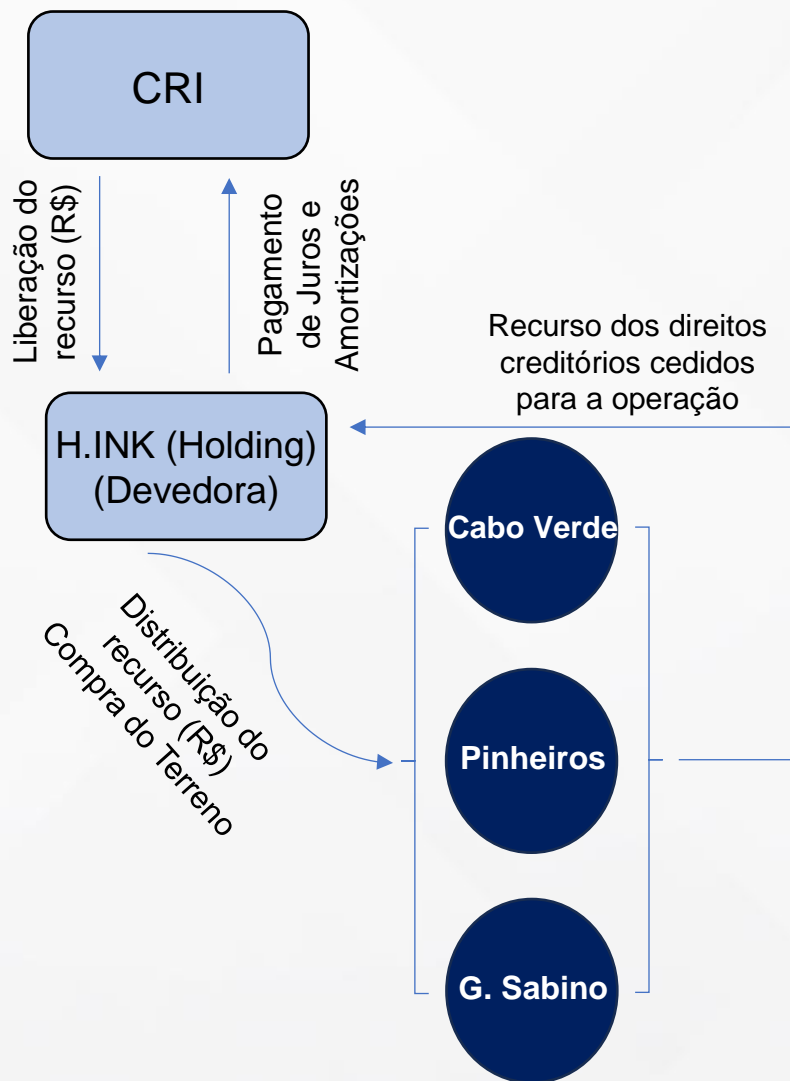 CRI
Liberação do
recurso (R$)
Pagamento
de Juros e
Amortizações
Recurso dos direitos
creditórios cedidos
para a operação
H.INK (Holding)
(Devedora)
Distribuição do
recurso (R$)
Compra do Terreno
Cabo Verde
Pinheiros
G. Sabino